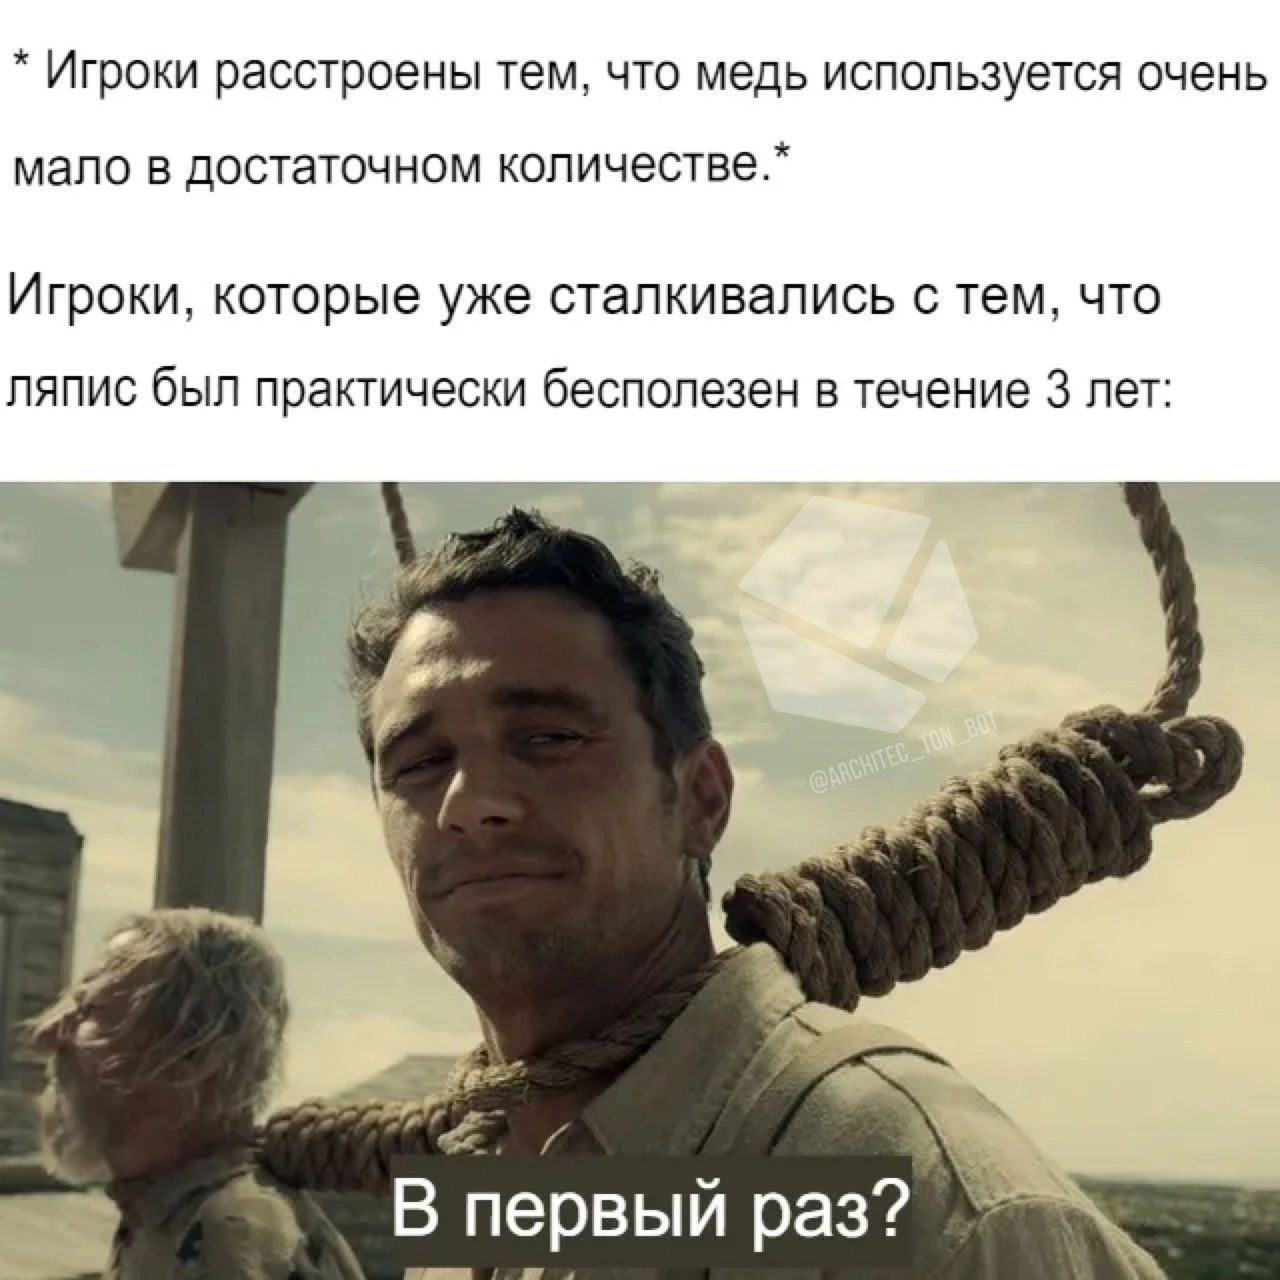 * Игроки расстроены тем, что медь используется очень
мало в достаточном количестве.*
Игроки, которые уже сталкивались с тем, что
ляпис был практически бесполезен в течение 3 лет:
@ARCHITEC_TON_BOT
В первый раз?